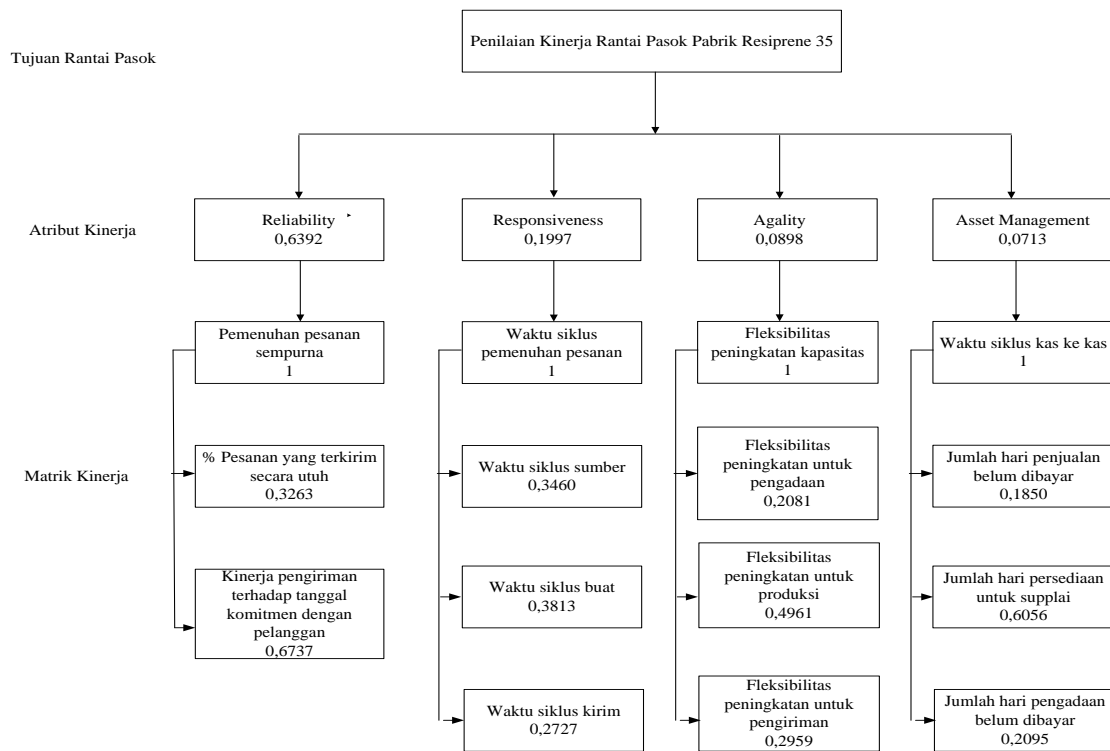 Penilaian Kinerja Rantai Pasok Pabrik Resiprene 35
Tujuan Rantai Pasok
Atribut Kinerja
Reliability
0,6392
Responsiveness
0,1997
Agality
0,0898
Asset Management
0,0713
Pemenuhan pesanan
sempurna
1
Waktu siklus
pemenuhan pesanan
1
Fleksibilitas
peningkatan kapasitas
1
Waktu siklus kas ke kas
1
Matrik Kinerja
% Pesanan yang terkirim
secara utuh
0,3263
Waktu siklus sumber
0,3460
Fleksibilitas
peningkatan untuk
pengadaan
0,2081
Jumlah hari penjualan
belum dibayar
0,1850
Kinerja pengiriman
terhadap tanggal
komitmen dengan
pelanggan
0,6737
Waktu siklus buat
0,3813
Fleksibilitas
peningkatan untuk
produksi
0,4961
Jumlah hari persediaan
untuk supplai
0,6056
Waktu siklus kirim
0,2727
Fleksibilitas
peningkatan untuk
pengiriman
0,2959
Jumlah hari pengadaan
belum dibayar
0,2095